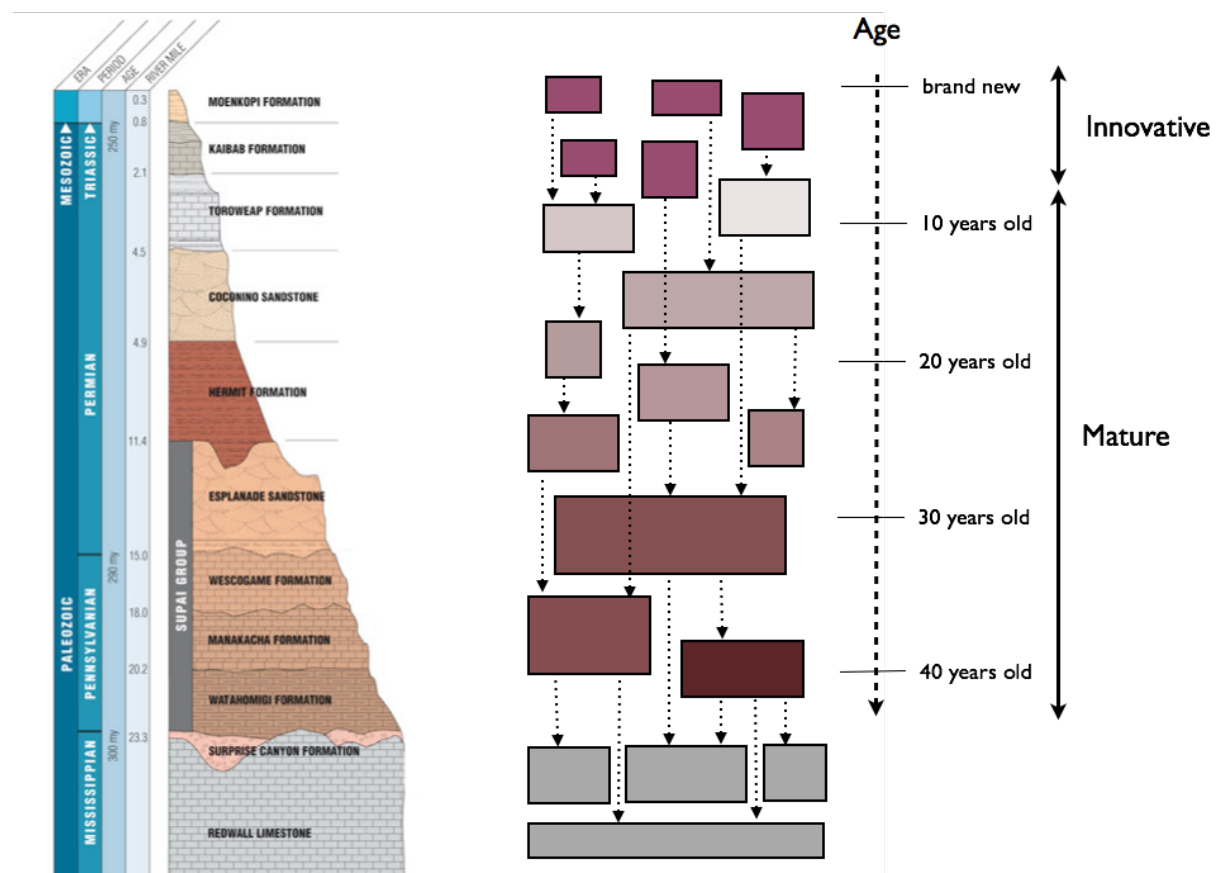 ERA
PERIOD
AGE
RIVER MILE
MESOZOIC
TRIASSIC
PALEOZOIC
PERMIAN
PENNSYLVANIAN
MISSISSIPPIAN
250 my
290 my
300 my
0.3
0.8
2.1
4.5
4.9
11.4
15.0
18.0
20.2
23.3
SUPAI GROUP
MOENKOPI FORMATION
KAIBAB FORMATION
TOROWEAP FORMATION
COCONINO SANDSTONE
HERMIT FORMATION
ESPLANADE SANDSTONE
WESCOGAME FORMATION
MANAKACHA FORMATION
WATAHOMIGI FORMATION
SURPRISE CANYON FORMATION
REDWALL LIMESTONE
Age
brand new
10 years old
20 years old
30 years old
40 years old
Innovative
Mature